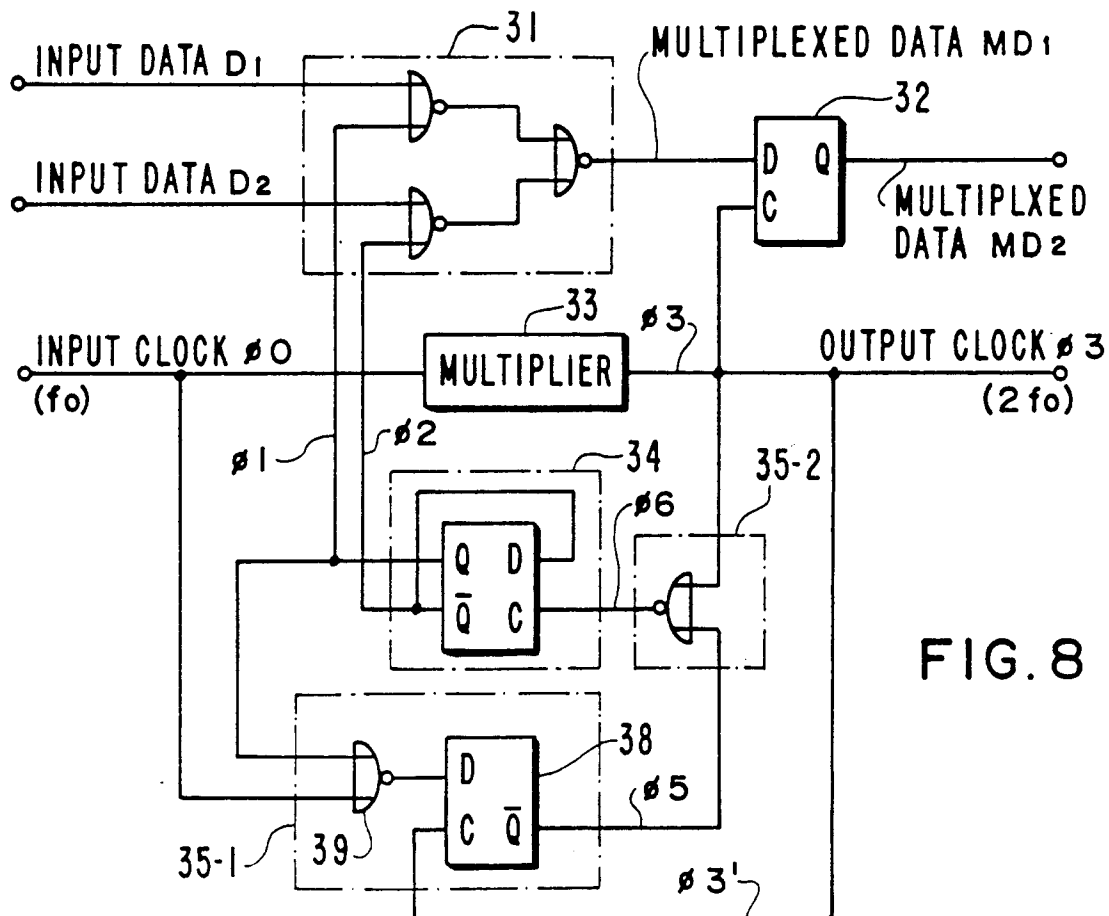 31
INPUT DATA D1
MULTIPLEXED DATA MD1
32
D Q
C
INPUT DATA D2
MULTIPLXED
DATA MD2
33
ø3
INPUT CLOCK ø0
MULTIPLIER
OUTPUT CLOCK ø3
(fo)
(2fo)
ø1
ø2
34
35-2
ø6
Q D
Q̅ C
FIG. 8
38
D
C Q̅
ø5
35-1
39
ø3'